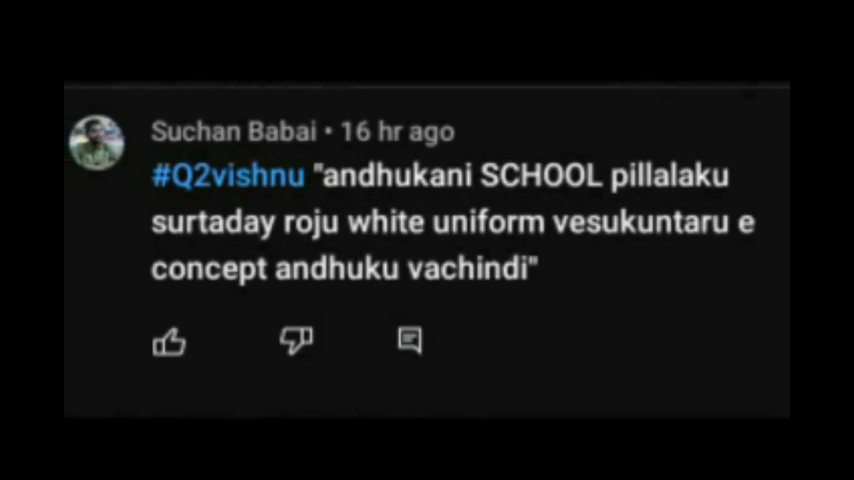 Suchan Babai • 16 hr ago
#Q2vishnu "andhukani SCHOOL pillalaku
surtaday roju white uniform vesukuntaru e
concept andhuku vachindi"